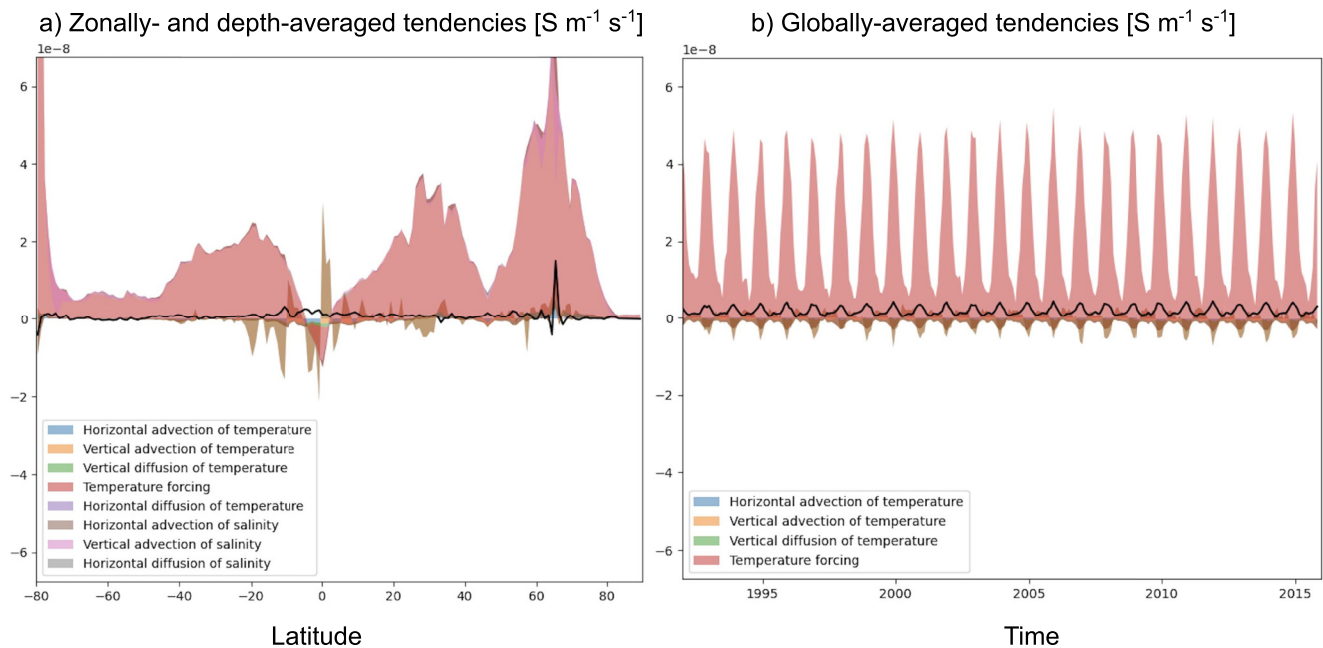 a) Zonally- and depth-averaged tendencies [S m-1 s-1]
1e−8
6
4
2
0
−2
−4
−6
Horizontal advection of temperature
Vertical advection of temperature
Vertical diffusion of temperature
Temperature forcing
Horizontal diffusion of temperature
Horizontal advection of salinity
Vertical advection of salinity
Horizontal diffusion of salinity
−80 −60 −40 −20 0 20 40 60 80
Latitude
b) Globally-averaged tendencies [S m-1 s-1]
1e−8
6
4
2
0
−2
−4
−6
Horizontal advection of temperature
Vertical advection of temperature
Vertical diffusion of temperature
Temperature forcing
1995 2000 2005 2010 2015
Time